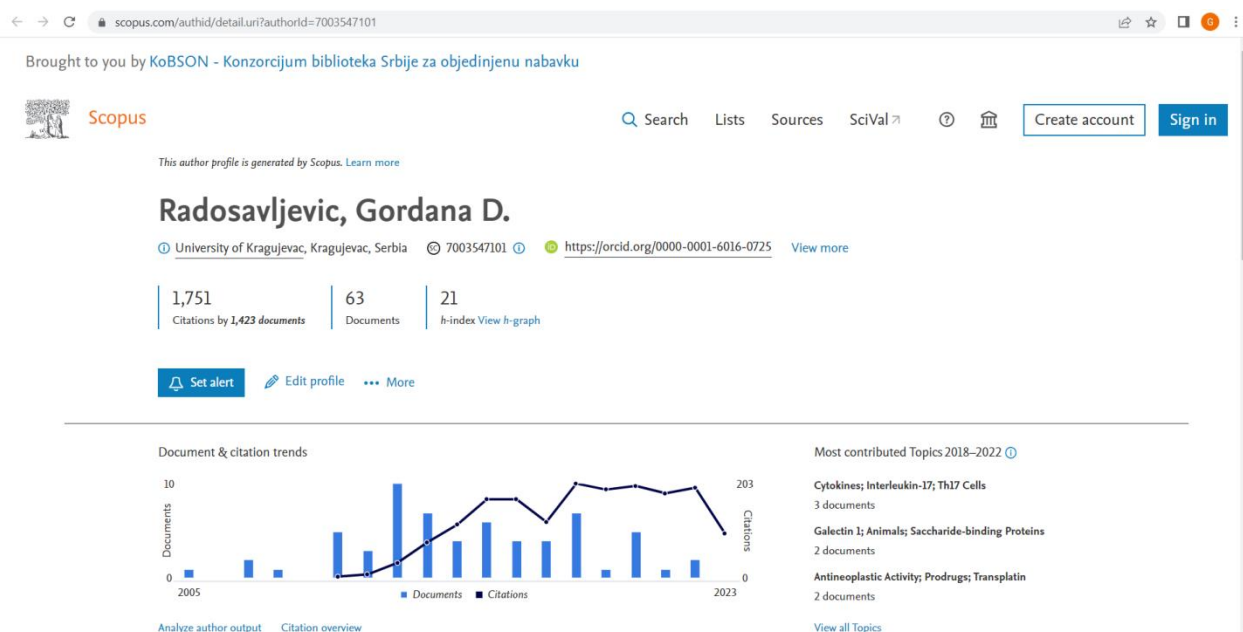 scopus.com/authid/detail.uri?authorId=7003547101
G
Brought to you by KoBSON - Konzorcijum biblioteka Srbije za objedinjenu nabavku
Scopus
Search Lists Sources SciVal Create account Sign in
This author profile is generated by Scopus. Learn more
Radosavljevic, Gordana D.
University of Kragujevac, Kragujevac, Serbia SC 7003547101 iD https://orcid.org/0000-0001-6016-0725 View more
1,751 63 21
Citations by 1,423 documents Documents h-index View h-graph
Set alert Edit profile More
Document & citation trends
10 203
Documents
Citations
0 0
2005 2023
Documents Citations
Analyze author output Citation overview
Most contributed Topics 2018–2022
Cytokines; Interleukin-17; Th17 Cells
3 documents
Galectin 1; Animals; Saccharide-binding Proteins
2 documents
Antineoplastic Activity; Prodrugs; Transplatin
2 documents
View all Topics